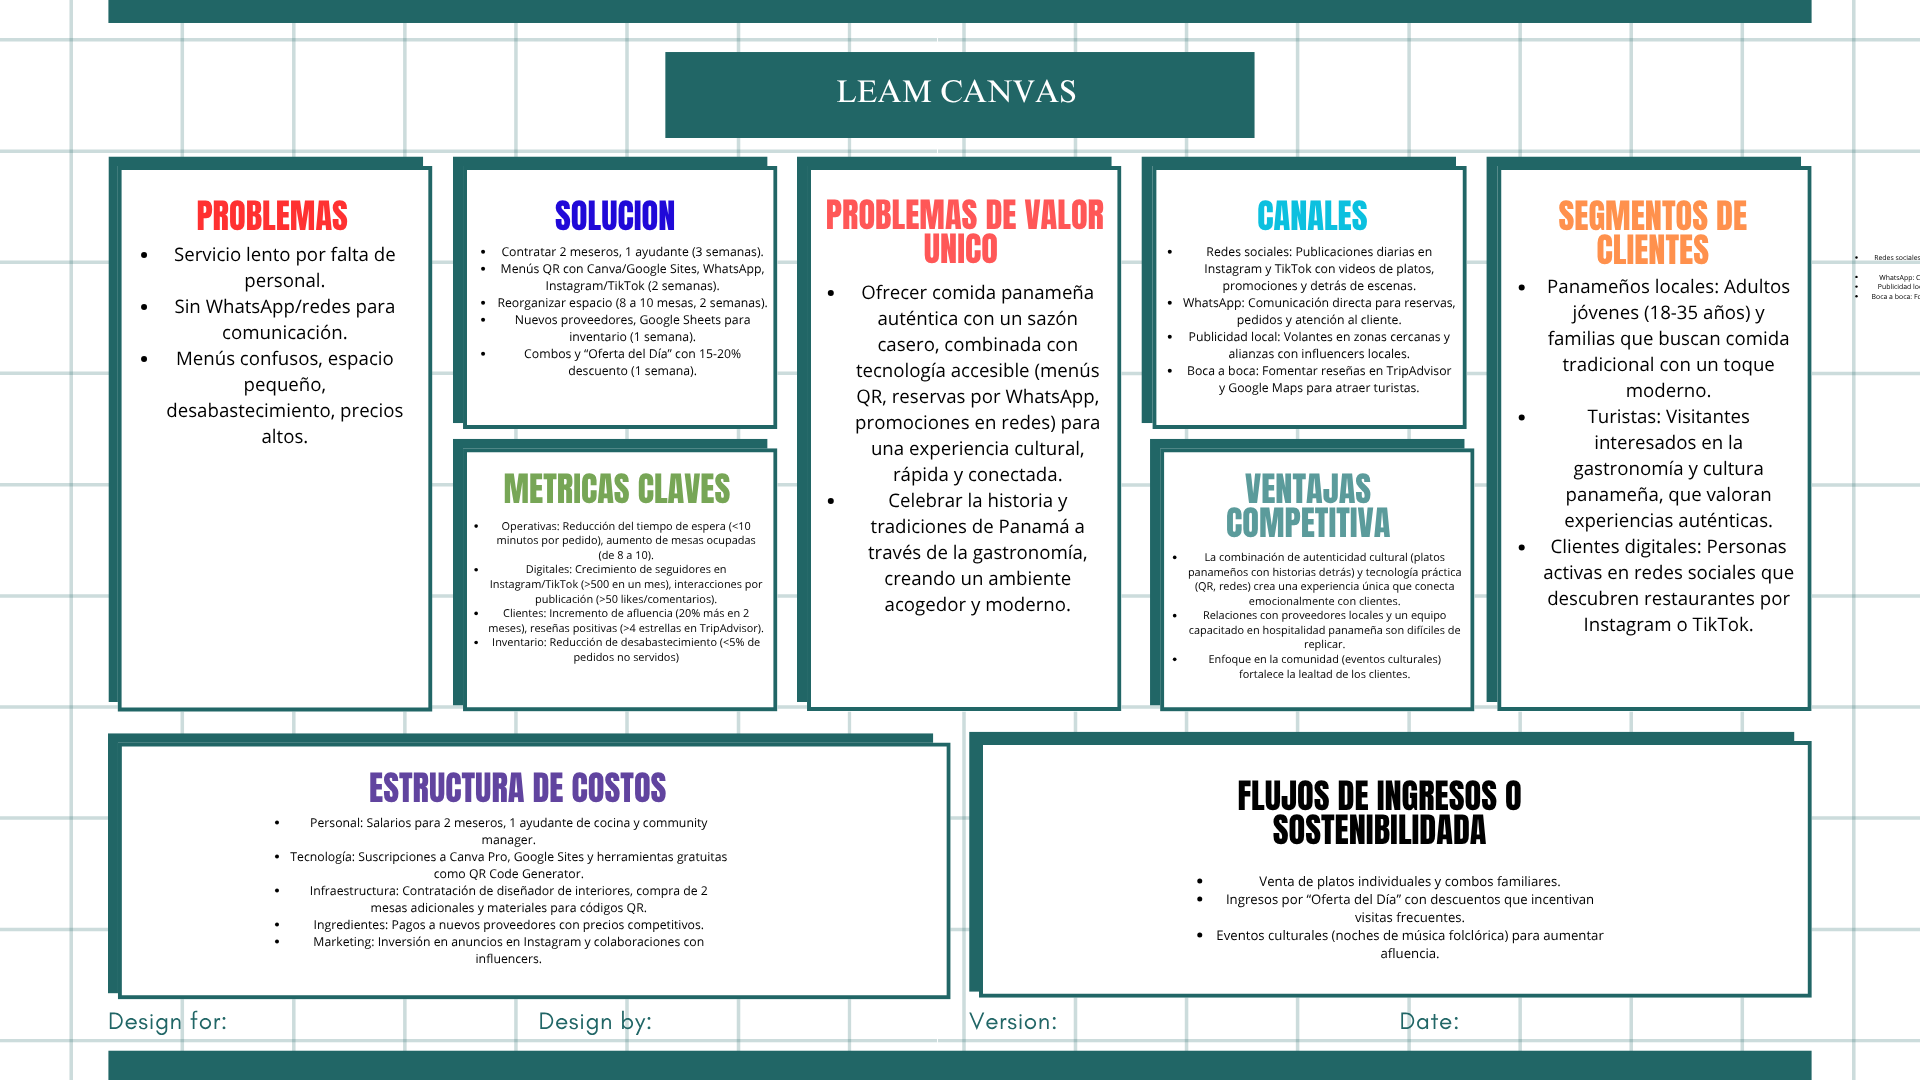 LEAM CANVAS
PROBLEMAS
• Servicio lento por falta de
personal.
• Sin WhatsApp/redes para
comunicación.
• Menús confusos, espacio
pequeño,
desabastecimiento, precios
altos.
SOLUCION
• Contratar 2 meseros, 1 ayudante (3 semanas).
• Menús QR con Canva/Google Sites, WhatsApp,
Instagram/TikTok (2 semanas).
• Reorganizar espacio (8 a 10 mesas, 2 semanas).
• Nuevos proveedores, Google Sheets para
inventario (1 semana).
• Combos y “Oferta del Día” con 15-20%
descuento (1 semana).
METRICAS CLAVES
• Operativas: Reducción del tiempo de espera (<10
minutos por pedido), aumento de mesas ocupadas
(de 8 a 10).
• Digitales: Crecimiento de seguidores en
Instagram/TikTok (>500 en un mes), interacciones por
publicación (>50 likes/comentarios).
• Clientes: Incremento de afluencia (20% más en 2
meses), reseñas positivas (>4 estrellas en TripAdvisor).
• Inventario: Reducción de desabastecimiento (<5% de
pedidos no servidos)
PROBLEMAS DE VALOR
UNICO
• Ofrecer comida panameña
auténtica con un sazón
casero, combinada con
tecnología accesible (menús
QR, reservas por WhatsApp,
promociones en redes) para
una experiencia cultural,
rápida y conectada.
• Celebrar la historia y
tradiciones de Panamá a
través de la gastronomía,
creando un ambiente
acogedor y moderno.
CANALES
• Redes sociales: Publicaciones diarias en
Instagram y TikTok con videos de platos,
promociones y detrás de escenas.
• WhatsApp: Comunicación directa para reservas,
pedidos y atención al cliente.
• Publicidad local: Volantes en zonas cercanas y
alianzas con influencers locales.
• Boca a boca: Fomentar reseñas en TripAdvisor
y Google Maps para atraer turistas.
VENTAJAS
COMPETITIVA
• La combinación de autenticidad cultural (platos
panameños con historias detrás) y tecnología práctica
(QR, redes) crea una experiencia única que conecta
emocionalmente con clientes.
• Relaciones con proveedores locales y un equipo
capacitado en hospitalidad panameña son difíciles de
replicar.
• Enfoque en la comunidad (eventos culturales)
fortalece la lealtad de los clientes.
SEGMENTOS DE
CLIENTES
• Panameños locales: Adultos
jóvenes (18-35 años) y
familias que buscan comida
tradicional con un toque
moderno.
• Turistas: Visitantes
interesados en la
gastronomía y cultura
panameña, que valoran
experiencias auténticas.
• Clientes digitales: Personas
activas en redes sociales que
descubren restaurantes por
Instagram o TikTok.
• Redes sociales
• WhatsApp: C
• Publicidad lo
• Boca a boca: Fo
ESTRUCTURA DE COSTOS
• Personal: Salarios para 2 meseros, 1 ayudante de cocina y community
manager.
• Tecnología: Suscripciones a Canva Pro, Google Sites y herramientas gratuitas
como QR Code Generator.
• Infraestructura: Contratación de diseñador de interiores, compra de 2
mesas adicionales y materiales para códigos QR.
• Ingredientes: Pagos a nuevos proveedores con precios competitivos.
• Marketing: Inversión en anuncios en Instagram y colaboraciones con
influencers.
FLUJOS DE INGRESOS O
SOSTENIBILIDADA
• Venta de platos individuales y combos familiares.
• Ingresos por “Oferta del Día” con descuentos que incentivan
visitas frecuentes.
• Eventos culturales (noches de música folclórica) para aumentar
afluencia.
Design for:
Design by:
Version:
Date: